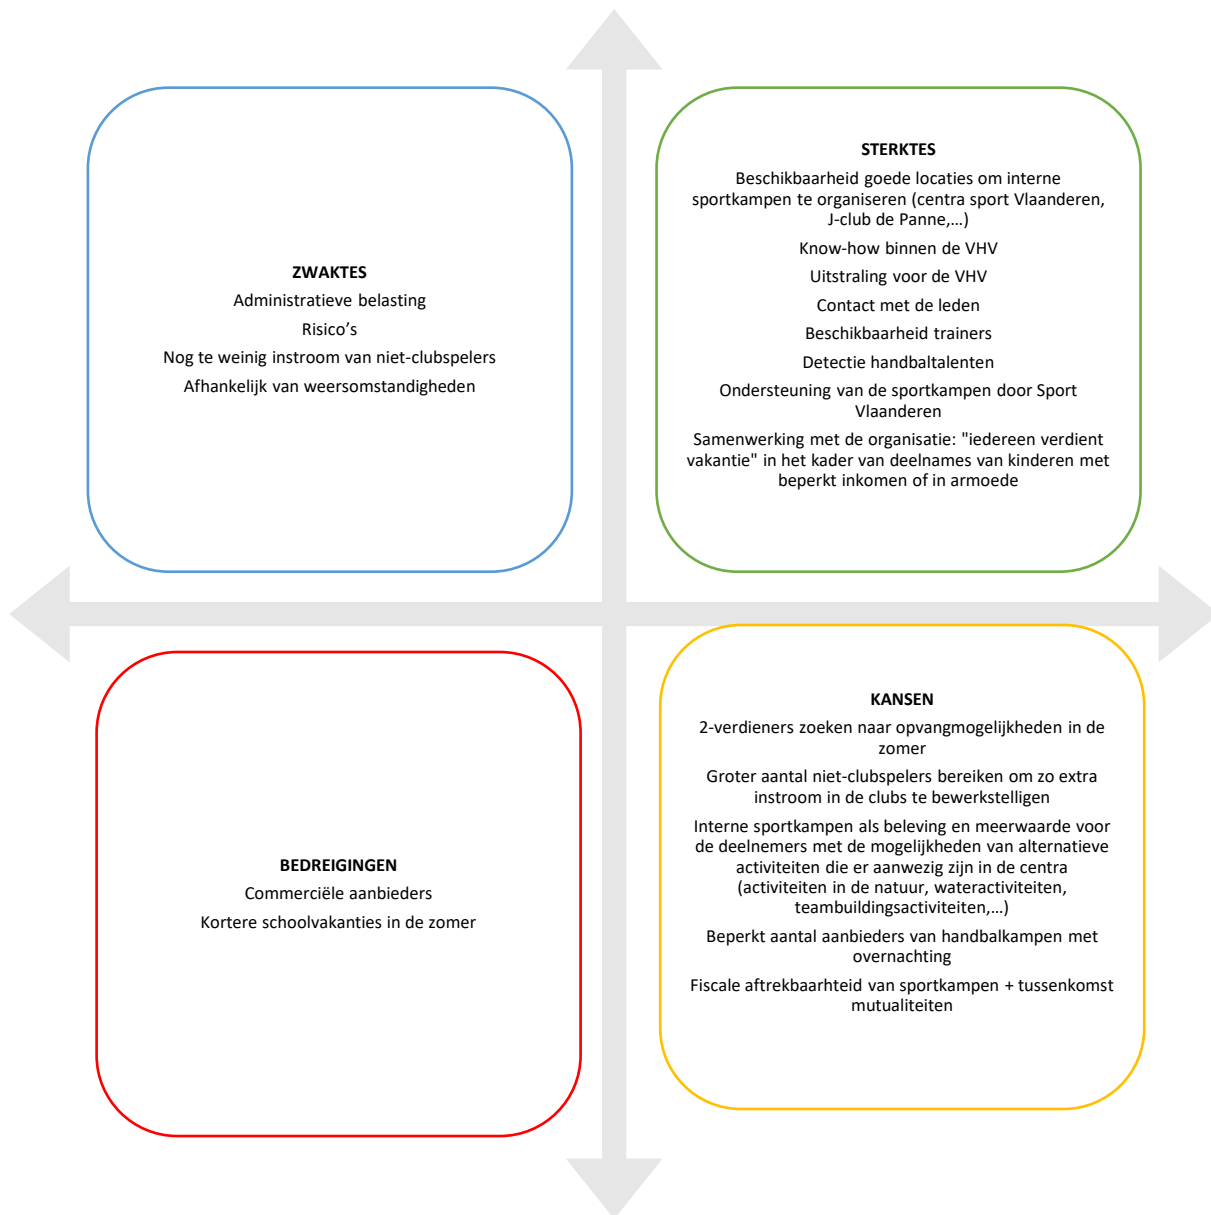 ZWAKTES
Administratieve belasting
Risico’s
Nog te weinig instroom van niet-clubspelers
Afhankelijk van weersomstandigheden
STERKTES
Beschikbaarheid goede locaties om interne
sportkampen te organiseren (centra sport Vlaanderen,
J-club de Panne,…)
Know-how binnen de VHV
Uitstraling voor de VHV
Contact met de leden
Beschikbaarheid trainers
Detectie handbaltalenten
Ondersteuning van de sportkampen door Sport
Vlaanderen
Samenwerking met de organisatie: "iedereen verdient
vakantie" in het kader van deelnames van kinderen met
beperkt inkomen of in armoede
BEDREIGINGEN
Commerciële aanbieders
Kortere schoolvakanties in de zomer
KANSEN
2-verdieners zoeken naar opvangmogelijkheden in de
zomer
Groter aantal niet-clubspelers bereiken om zo extra
instroom in de clubs te bewerkstelligen
Interne sportkampen als beleving en meerwaarde voor
de deelnemers met de mogelijkheden van alternatieve
activiteiten die er aanwezig zijn in de centra
(activiteiten in de natuur, wateractiviteiten,
teambuildingsactiviteiten,…)
Beperkt aantal aanbieders van handbalkampen met
overnachting
Fiscale aftrekbaarhteid van sportkampen + tussenkomst
mutualiteiten